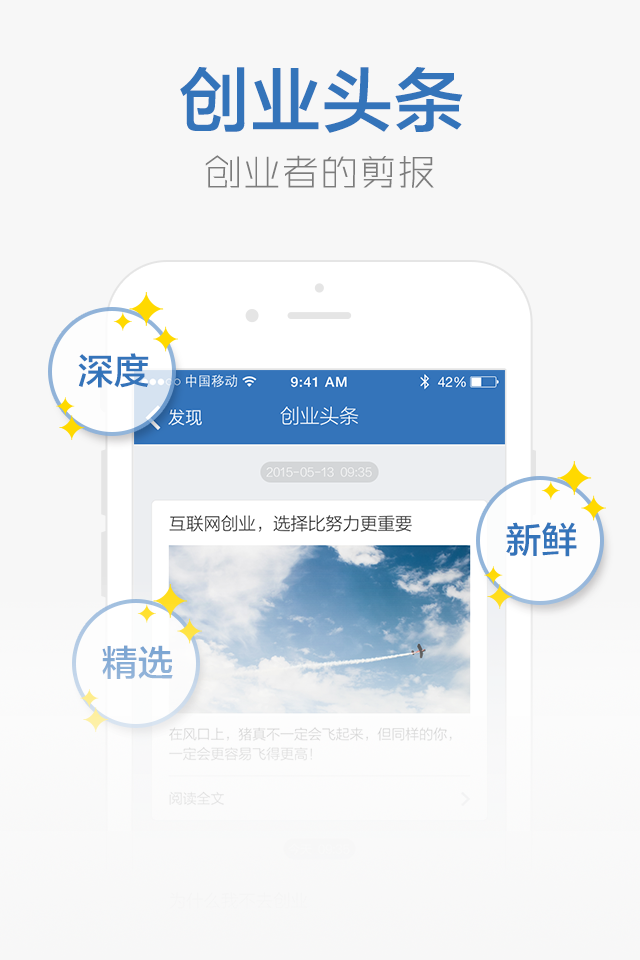 创业头条
创业者的剪报
深度
中国移动
9:41 AM
42%
发现
创业头条
2015-05-13 09:35
互联网创业，选择比努力更重要
新鲜
精选
在风口上，猪真不一定会飞起来，但同样的你，
一定会更容易飞得更高！
阅读全文